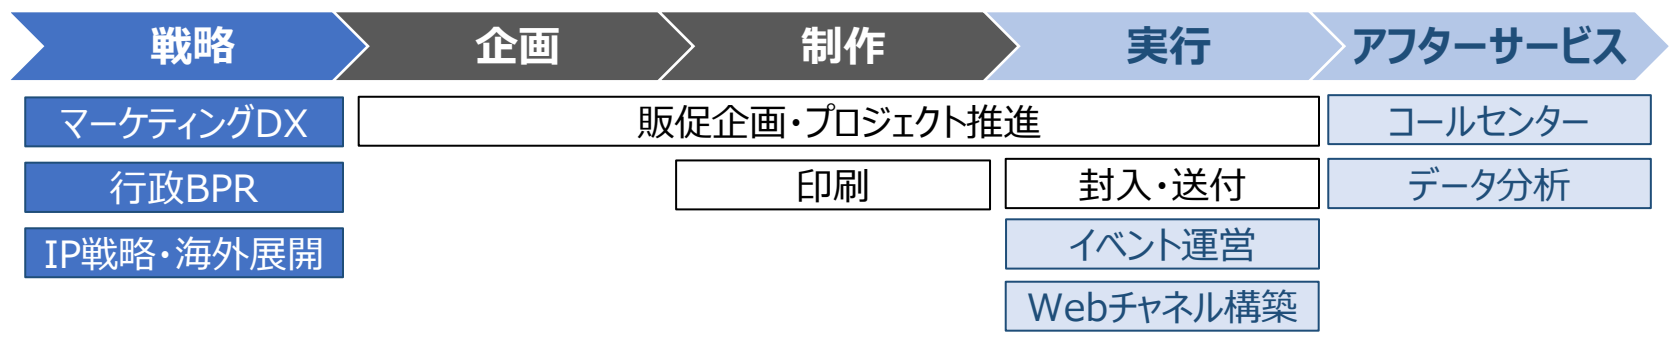 戦略
企画
制作
実行
アフターサービス
マーケティングDX
販促企画・プロジェクト推進
コールセンター
行政BPR
印刷
封入・送付
データ分析
IP戦略・海外展開
イベント運営
Webチャネル構築